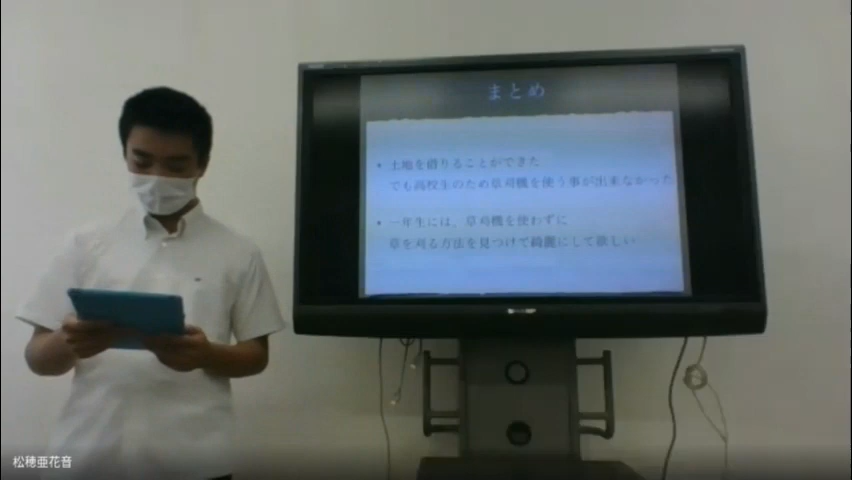 まとめ
• 土地を借りることができた
でも高校生のため草刈機を使う事が出来なかった
• 一年生には、草刈機を使わずに
草を刈る方法を見つけて綺麗にして欲しい
松穂亜花音